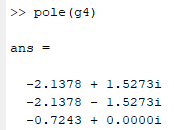 >> pole(g4)
ans =
-2.1378 + 1.5273i
-2.1378 - 1.5273i
-0.7243 + 0.0000i